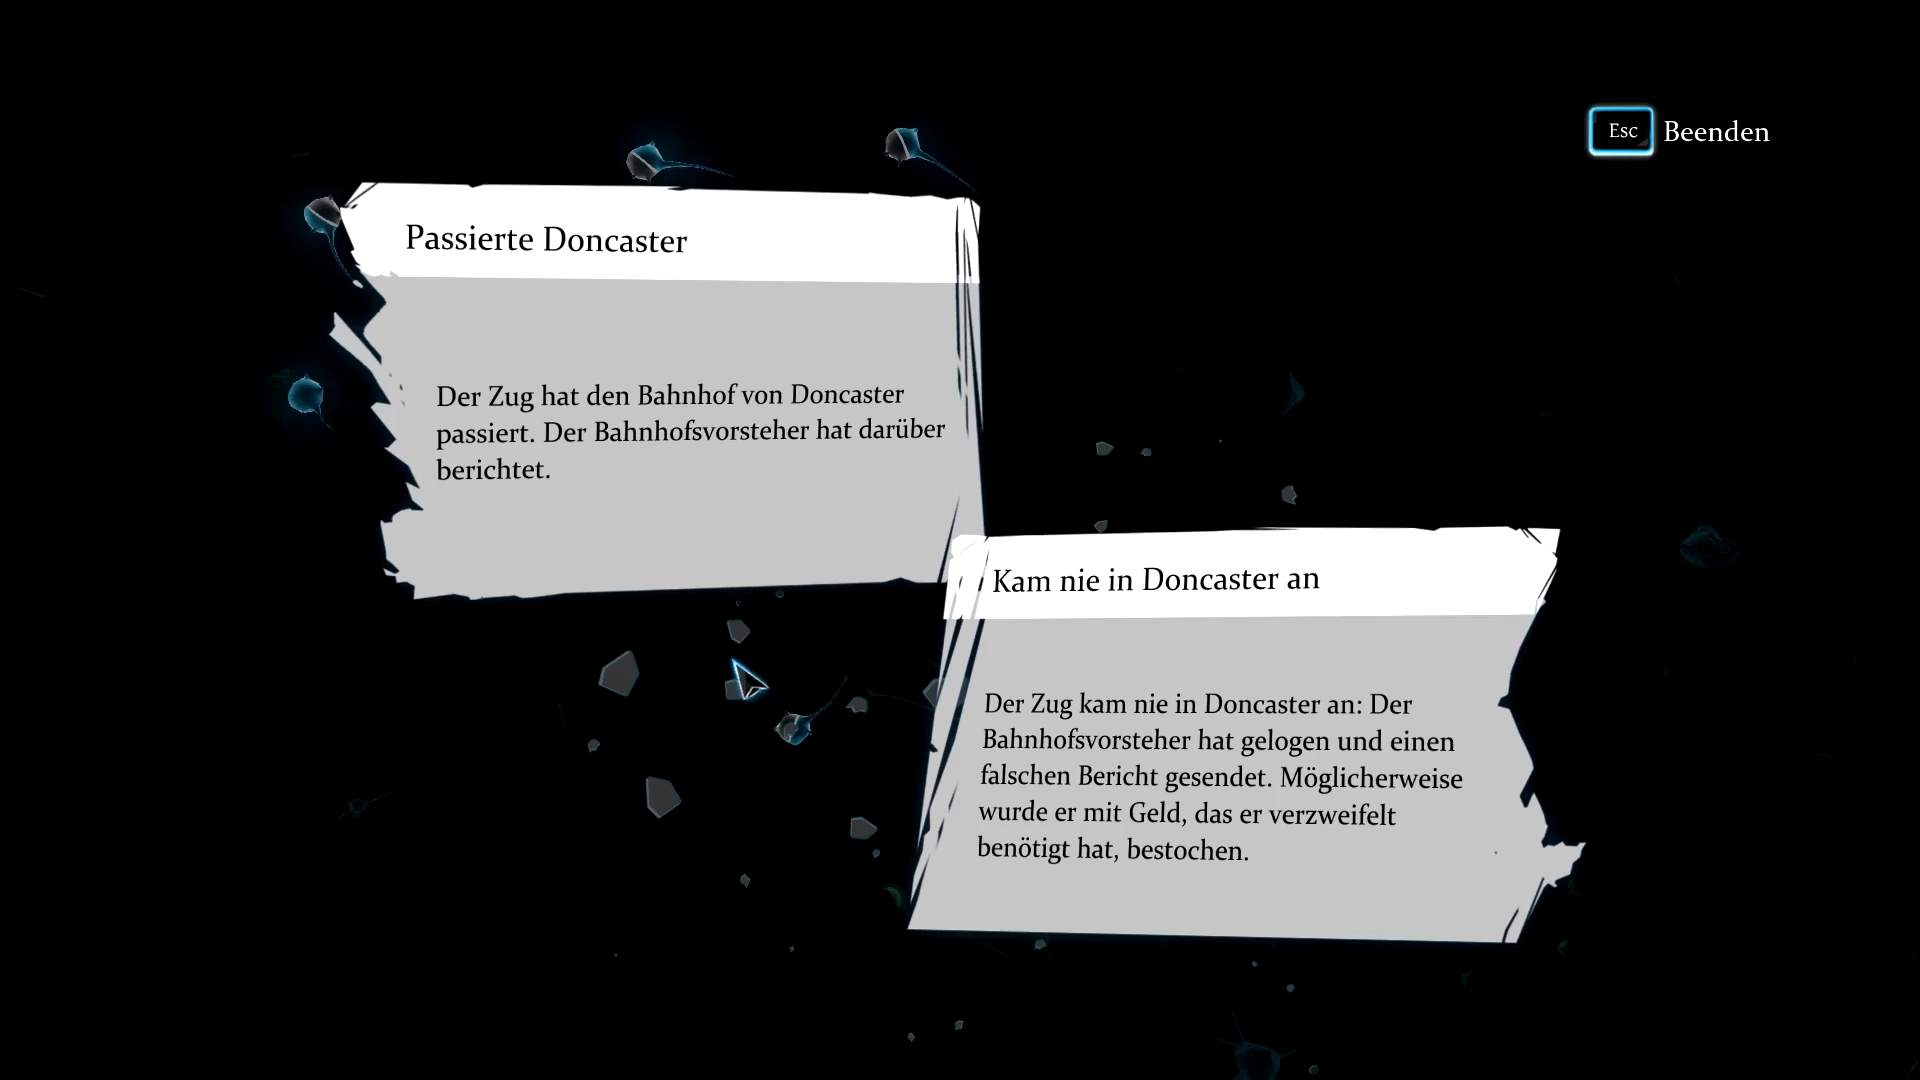 Esc Beenden
Passierte Doncaster
Der Zug hat den Bahnhof von Doncaster
passiert. Der Bahnhofsvorsteher hat darüber
berichtet.
Kam nie in Doncaster an
Der Zug kam nie in Doncaster an: Der
Bahnhofsvorsteher hat gelogen und einen
falschen Bericht gesendet. Möglicherweise
wurde er mit Geld, das er verzweifelt
benötigt hat, bestochen.